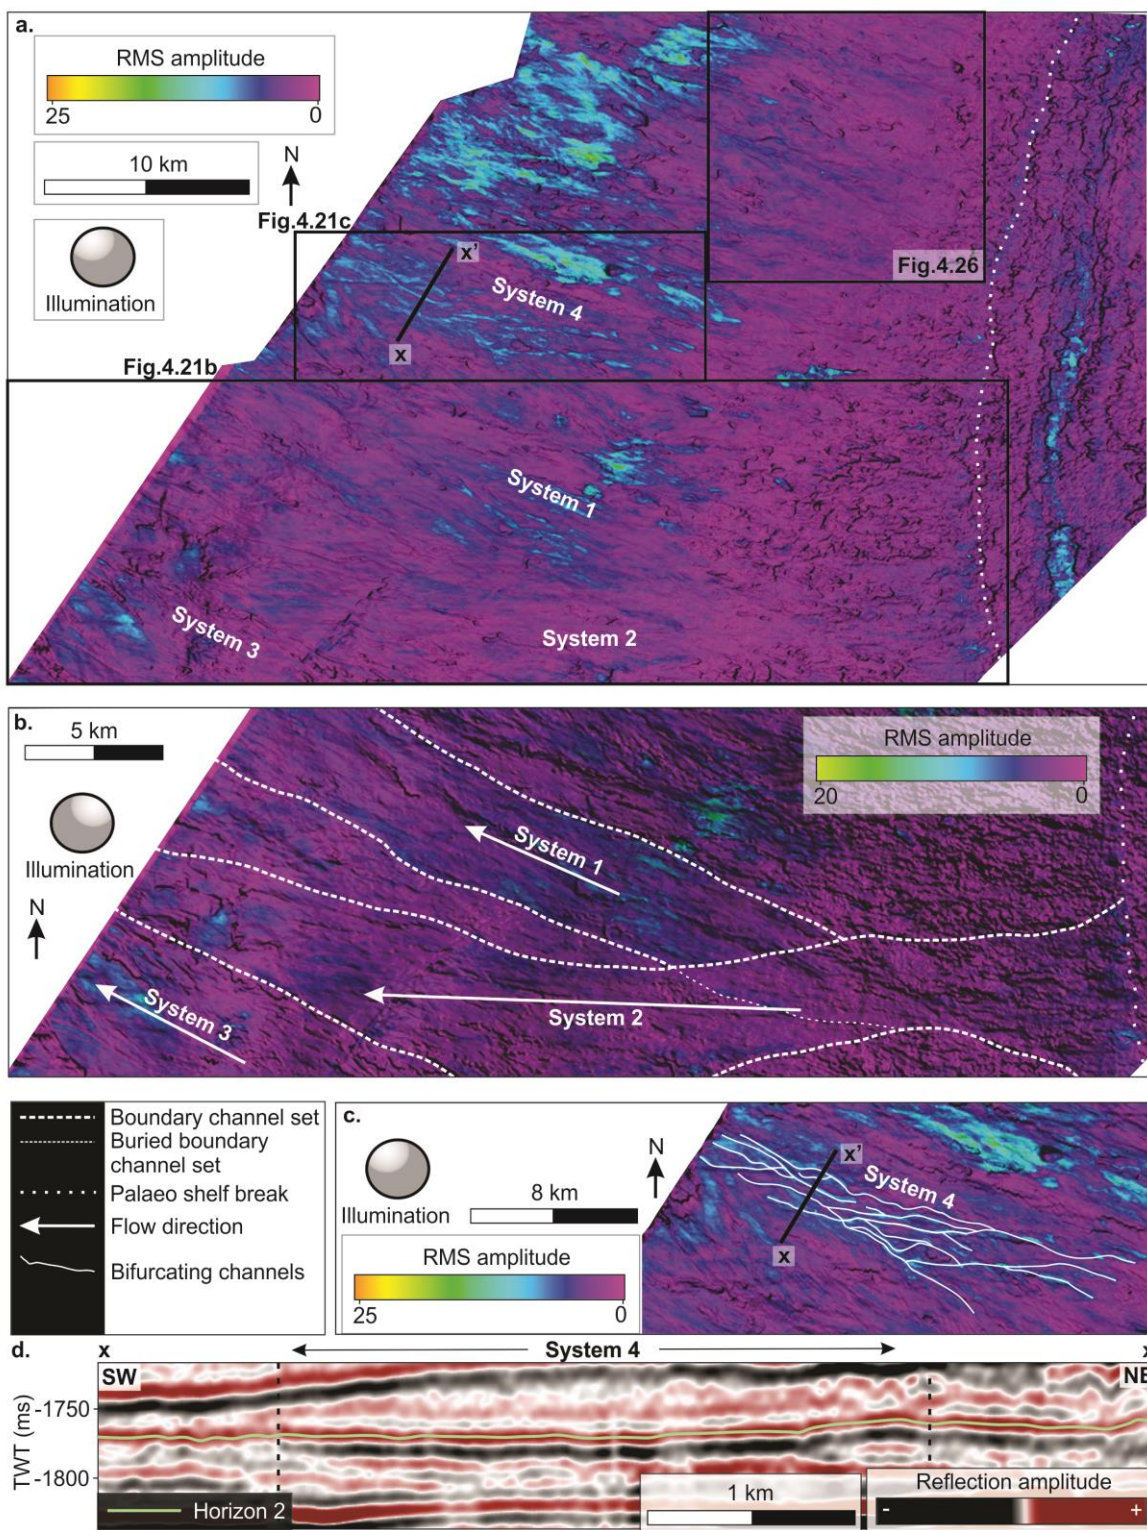 a.
RMS amplitude
25
0
10 km
N
Fig.4.21c
Illumination
x'
Fig.4.26
System 4
x
Fig.4.21b
System 1
System 3
System 2
b.
5 km
RMS amplitude
20
0
Illumination
System 1
N
System 3
System 2
Boundary channel set
Buried boundary
channel set
Palaeo shelf break
Flow direction
Bifurcating channels
c.
N
x'
System 4
8 km
Illumination
x
RMS amplitude
25
0
d.
x
System 4
SW
NE
TWT (ms)
-1750
-1800
Horizon 2
1 km
Reflection amplitude
-
+